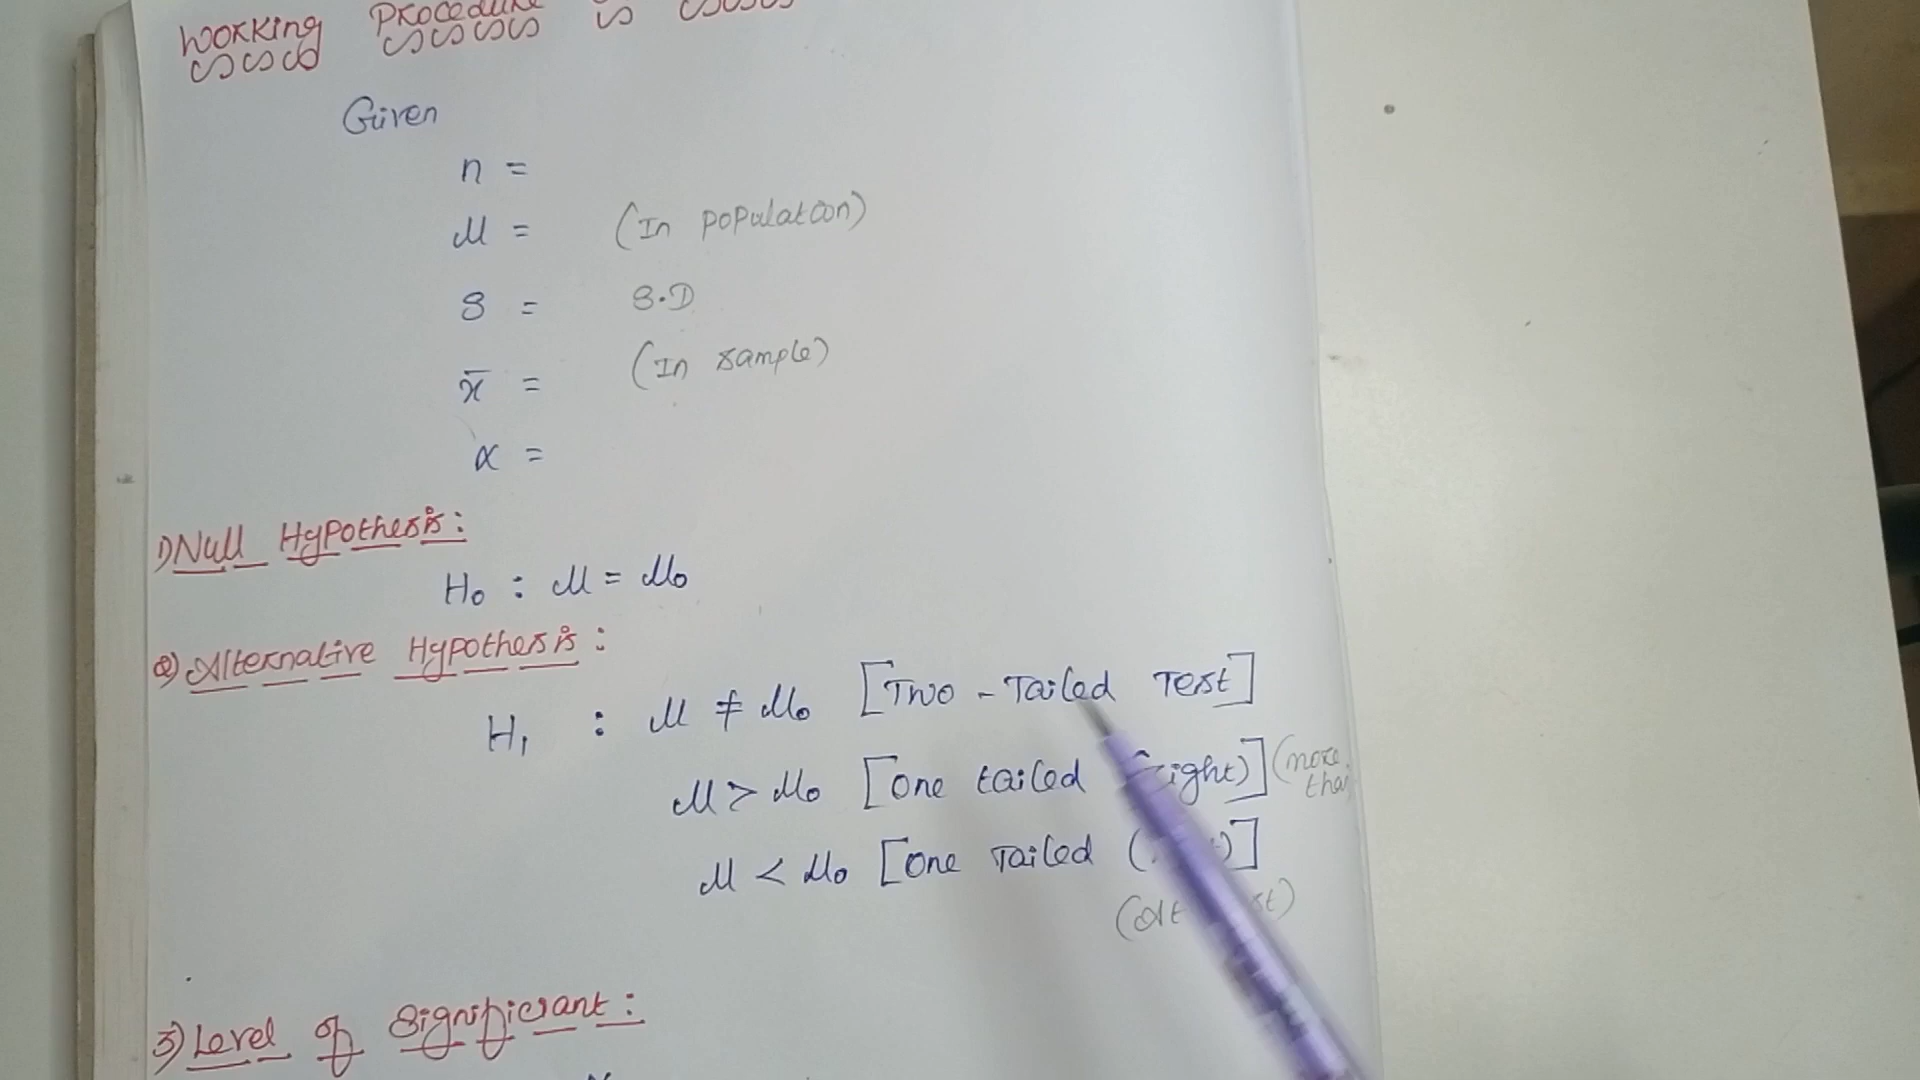 Working Procedure
Given
n =
μ = (In population)
S = S.D
x̄ = (In sample)
α =
1) Null Hypothesis:
H₀ : μ = μ₀
2) Alternative Hypothesis:
H₁ : μ ≠ μ₀ [Two - Tailed Test]
μ > μ₀ [one tailed (right)] (more than
μ < μ₀ [one Tailed
3) Level of Significant: